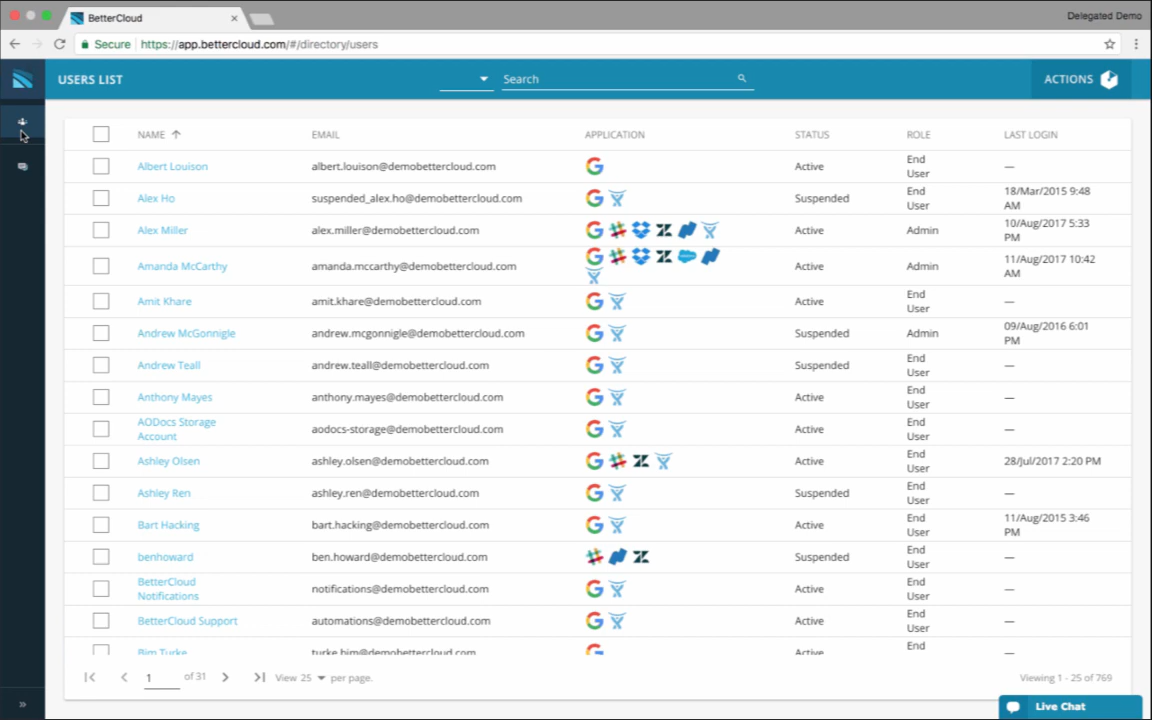 BetterCloud
Delegated Demo
Secure https://app.bettercloud.com/#/directory/users
USERS LIST
Search
ACTIONS
NAME EMAIL APPLICATION STATUS ROLE LAST LOGIN
Albert Louison albert.louison@demobettercloud.com Active End User —
Alex Ho suspended_alex.ho@demobettercloud.com Suspended End User 18/Mar/2015 9:48 AM
Alex Miller alex.miller@demobettercloud.com Active Admin 10/Aug/2017 5:33 PM
Amanda McCarthy amanda.mccarthy@demobettercloud.com Active Admin 11/Aug/2017 10:42 AM
Amit Khare amit.khare@demobettercloud.com Active End User —
Andrew McGonnigle andrew.mcgonnigle@demobettercloud.com Suspended Admin 09/Aug/2016 6:01 PM
Andrew Teall andrew.teall@demobettercloud.com Suspended End User —
Anthony Mayes anthony.mayes@demobettercloud.com Active End User —
AODocs Storage Account aodocs-storage@demobettercloud.com Active End User —
Ashley Olsen ashley.olsen@demobettercloud.com Active End User 28/Jul/2017 2:20 PM
Ashley Ren ashley.ren@demobettercloud.com Suspended End User —
Bart Hacking bart.hacking@demobettercloud.com Active End User 11/Aug/2015 3:46 PM
benhoward ben.howard@demobettercloud.com Suspended End User —
BetterCloud Notifications notifications@demobettercloud.com Active End User —
BetterCloud Support automations@demobettercloud.com Active End User —
Bim Turke turke.bim@demobettercloud.com Active End —
1 of 31 View 25 per page. Viewing 1 - 25 of 769
Live Chat